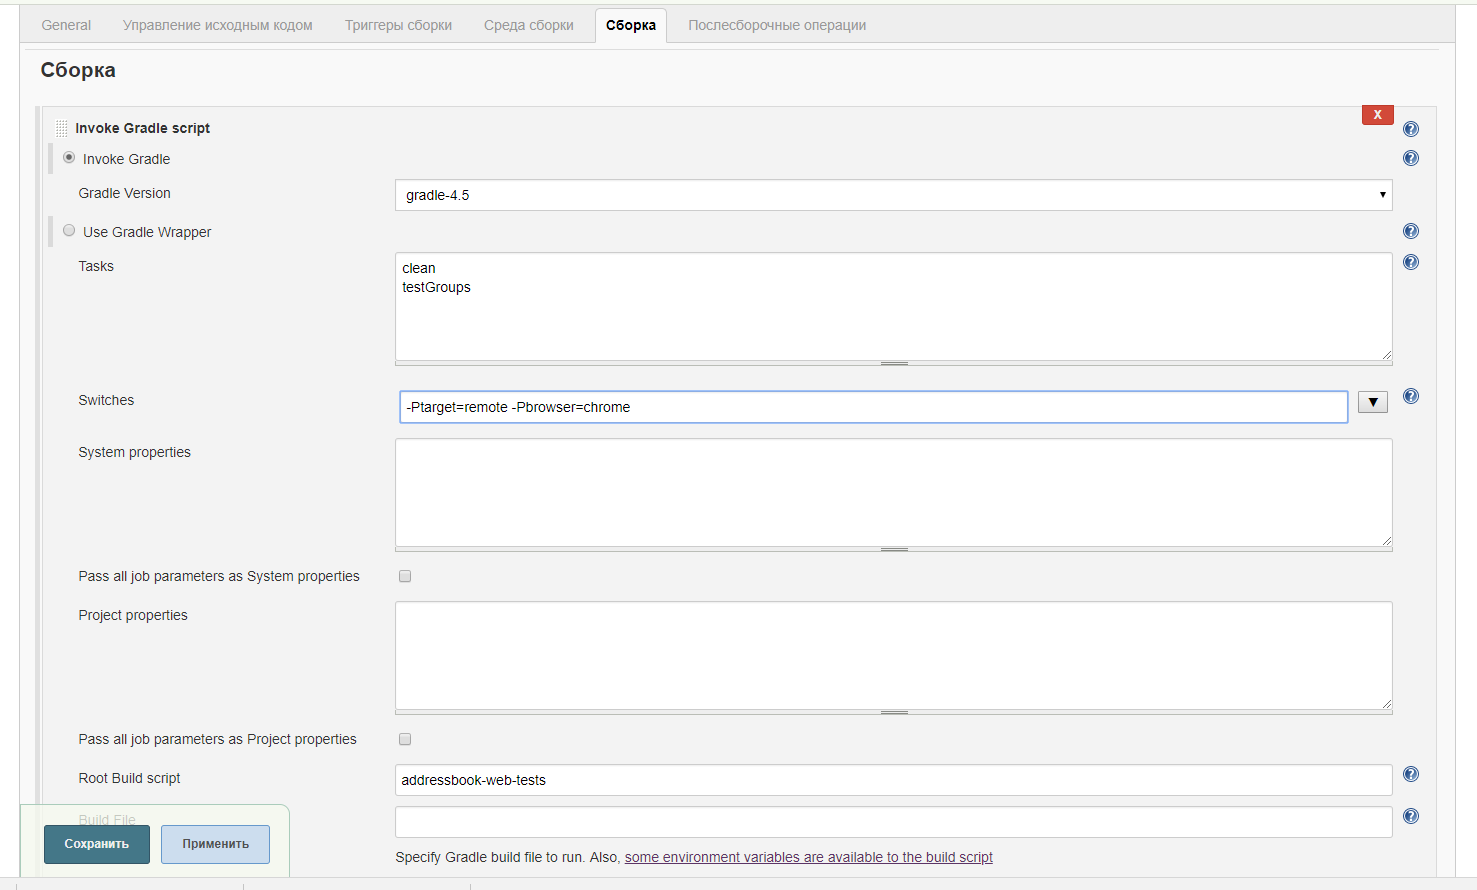 General Управление исходным кодом Триггеры сборки Среда сборки Сборка Послесборочные операции
Сборка
X
Invoke Gradle script
Invoke Gradle
Gradle Version gradle-4.5
Use Gradle Wrapper
Tasks clean
testGroups
Switches -Ptarget=remote -Pbrowser=chrome
System properties
Pass all job parameters as System properties
Project properties
Pass all job parameters as Project properties
Root Build script addressbook-web-tests
Build File
Сохранить Применить
Specify Gradle build file to run. Also, some environment variables are available to the build script